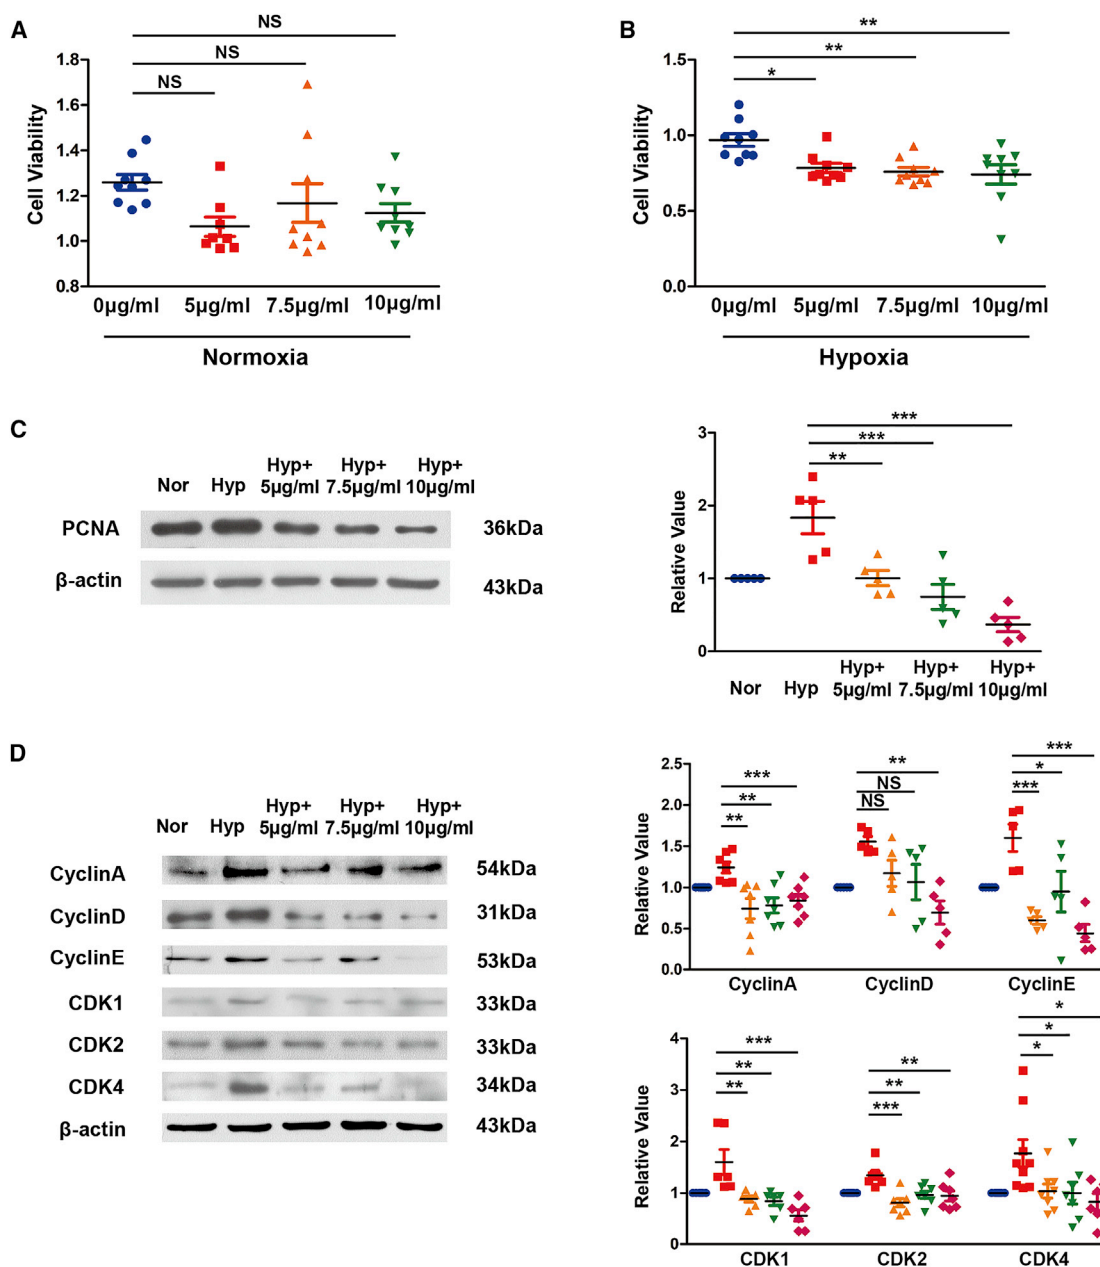 A
NS
NS
NS
1.8
1.6
1.4
1.2
1.0
0.8
Cell Viability
0µg/ml 5µg/ml 7.5µg/ml 10µg/ml
Normoxia
B
**
**
*
1.5
1.0
0.5
0.0
Cell Viability
0µg/ml 5µg/ml 7.5µg/ml 10µg/ml
Hypoxia
C
Hyp+ Hyp+ Hyp+
Nor Hyp 5µg/ml 7.5µg/ml 10µg/ml
PCNA 36kDa
β-actin 43kDa
***
***
**
3
2
1
0
Relative Value
Hyp+ Hyp+ Hyp+
Nor Hyp 5µg/ml 7.5µg/ml 10µg/ml
D
Hyp+ Hyp+ Hyp+
Nor Hyp 5µg/ml 7.5µg/ml 10µg/ml
CyclinA 54kDa
CyclinD 31kDa
CyclinE 53kDa
CDK1 33kDa
CDK2 33kDa
CDK4 34kDa
β-actin 43kDa
2.5
2.0
1.5
1.0
0.5
0.0
Relative Value
***
**
**
**
NS
NS
***
*
***
CyclinA CyclinD CyclinE
4
3
2
1
0
Relative Value
***
**
**
**
**
***
*
*
*
CDK1 CDK2 CDK4